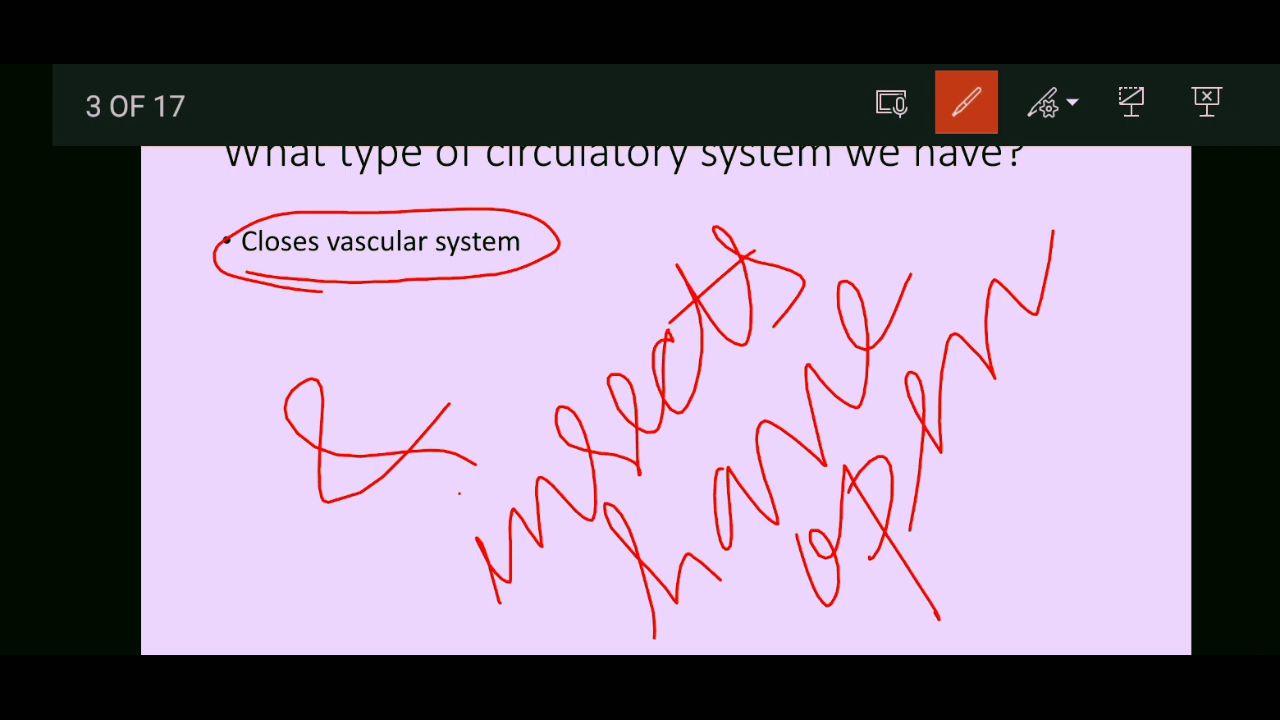 3 OF 17
What type of circulatory system we have?
• Closes vascular system
&
insects
have
open